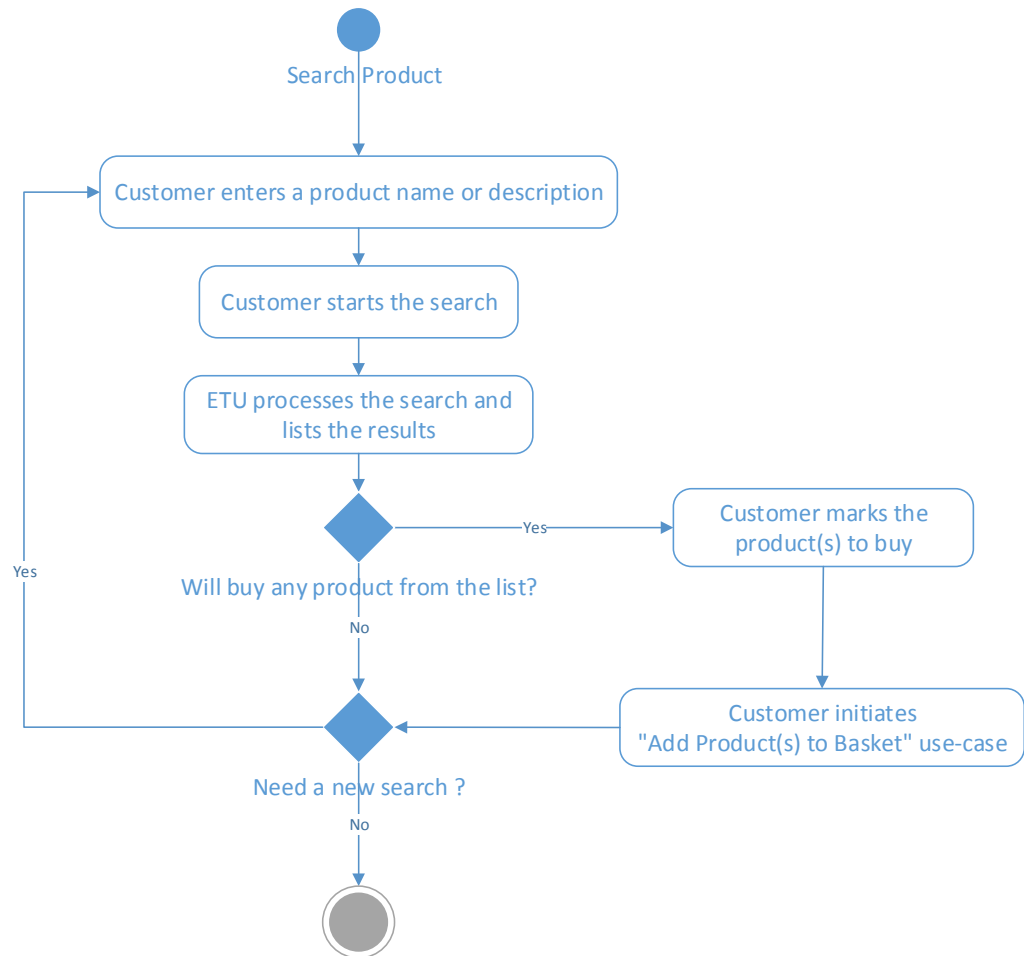 Search Product
Customer enters a product name or description
Customer starts the search
ETU processes the search and
lists the results
Yes
Customer marks the
product(s) to buy
Yes
Will buy any product from the list?
No
Customer initiates
"Add Product(s) to Basket" use-case
Need a new search ?
No